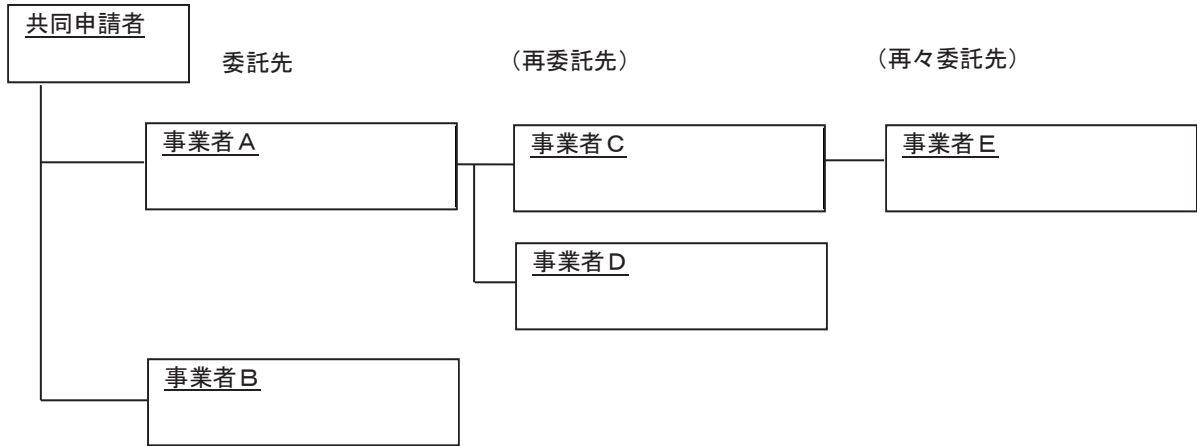 共同申請者
委託先
（再委託先）
（再々委託先）
事業者Ａ
事業者Ｃ
事業者Ｅ
事業者Ｄ
事業者Ｂ